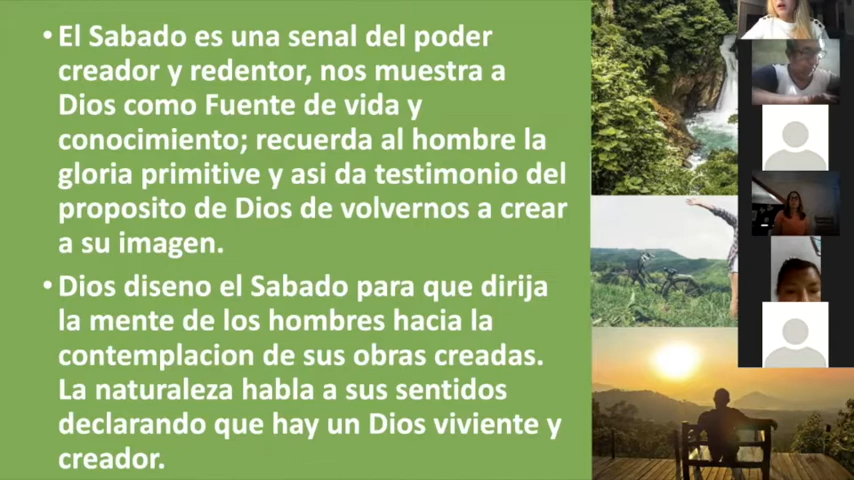 • El Sabado es una senal del poder
creador y redentor, nos muestra a
Dios como Fuente de vida y
conocimiento; recuerda al hombre la
gloria primitive y asi da testimonio del
proposito de Dios de volvernos a crear
a su imagen.
• Dios diseno el Sabado para que dirija
la mente de los hombres hacia la
contemplacion de sus obras creadas.
La naturaleza habla a sus sentidos
declarando que hay un Dios viviente y
creador.